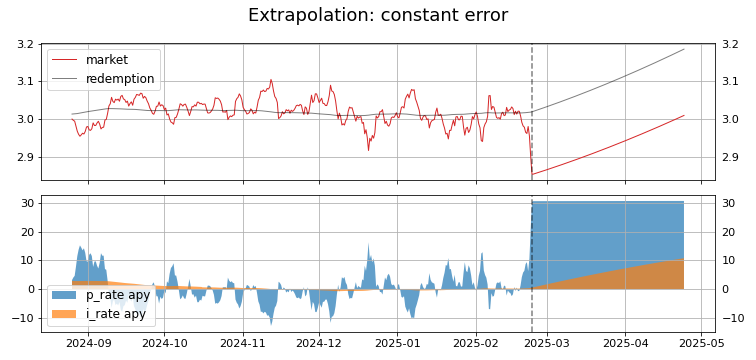 Extrapolation: constant error
3.2 3.2
market
redemption
3.1 3.1
3.0 3.0
2.9 2.9
30 30
20 20
10 10
0 0
p_rate apy
i_rate apy
−10 −10
2024-09 2024-10 2024-11 2024-12 2025-01 2025-02 2025-03 2025-04 2025-05